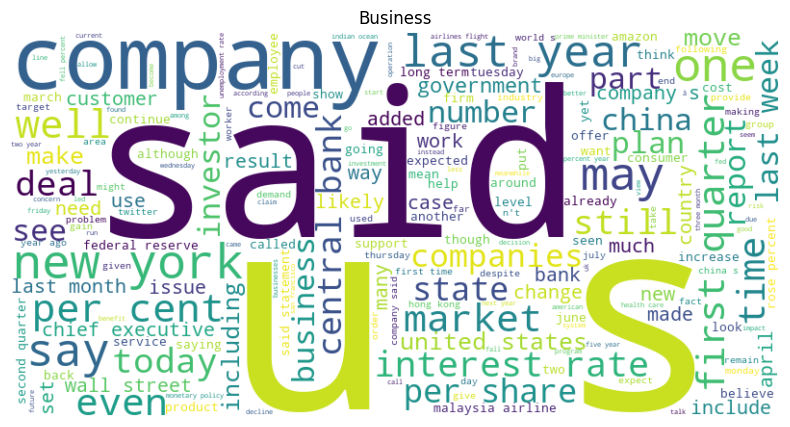 Business
company
last year
one
move
said
us
well
deal
see
new york
per cent
say
even
today
customer
make
need
use
investor
come
result
government
number
added
part
china
plan
may
still
companies
state
market
interest rate
per share
united states
first quarter
report
last week
time
april
include
central bank
business
including
chief executive
wall street
last month
issue
federal reserve
long term
tuesday
employee
show
firm
industry
amazon
think
company s
world s
airlines flight
prime minister
indian ocean
unemployment rate
fell percent
current
line
allow
target
march
continue
area
although
might
problem
twitter
year ago
gain
yesterday
two year
concern
friday
run
given
called
came
demand
claim
worker
according
people
cut
operation
likely
way
work
going
mean
help
case
another
expected
figure
investment
instead
used
far
level
n't
around
put
offer
want
consumer
yet
end
cost
provide
following
making
group
seem
already
country
much
seen
though
support
thursday
first time
despite
bank
july
change
many
hong kong
june
new
made
fact
look
increase
china s
rose percent
three month
believe
monday
remain
impact
health care
five year
two
day
give
expect
malaysia airline
company said
said statement
order
call
decline
talk
program
system
american
next year
decision
saying
service
back
set
product
second quarter
future
monetary policy
benefit
businesses
big
brand
europe
better
start
among
found
wednesday
led
fed
risk
due
good
view
take
fall